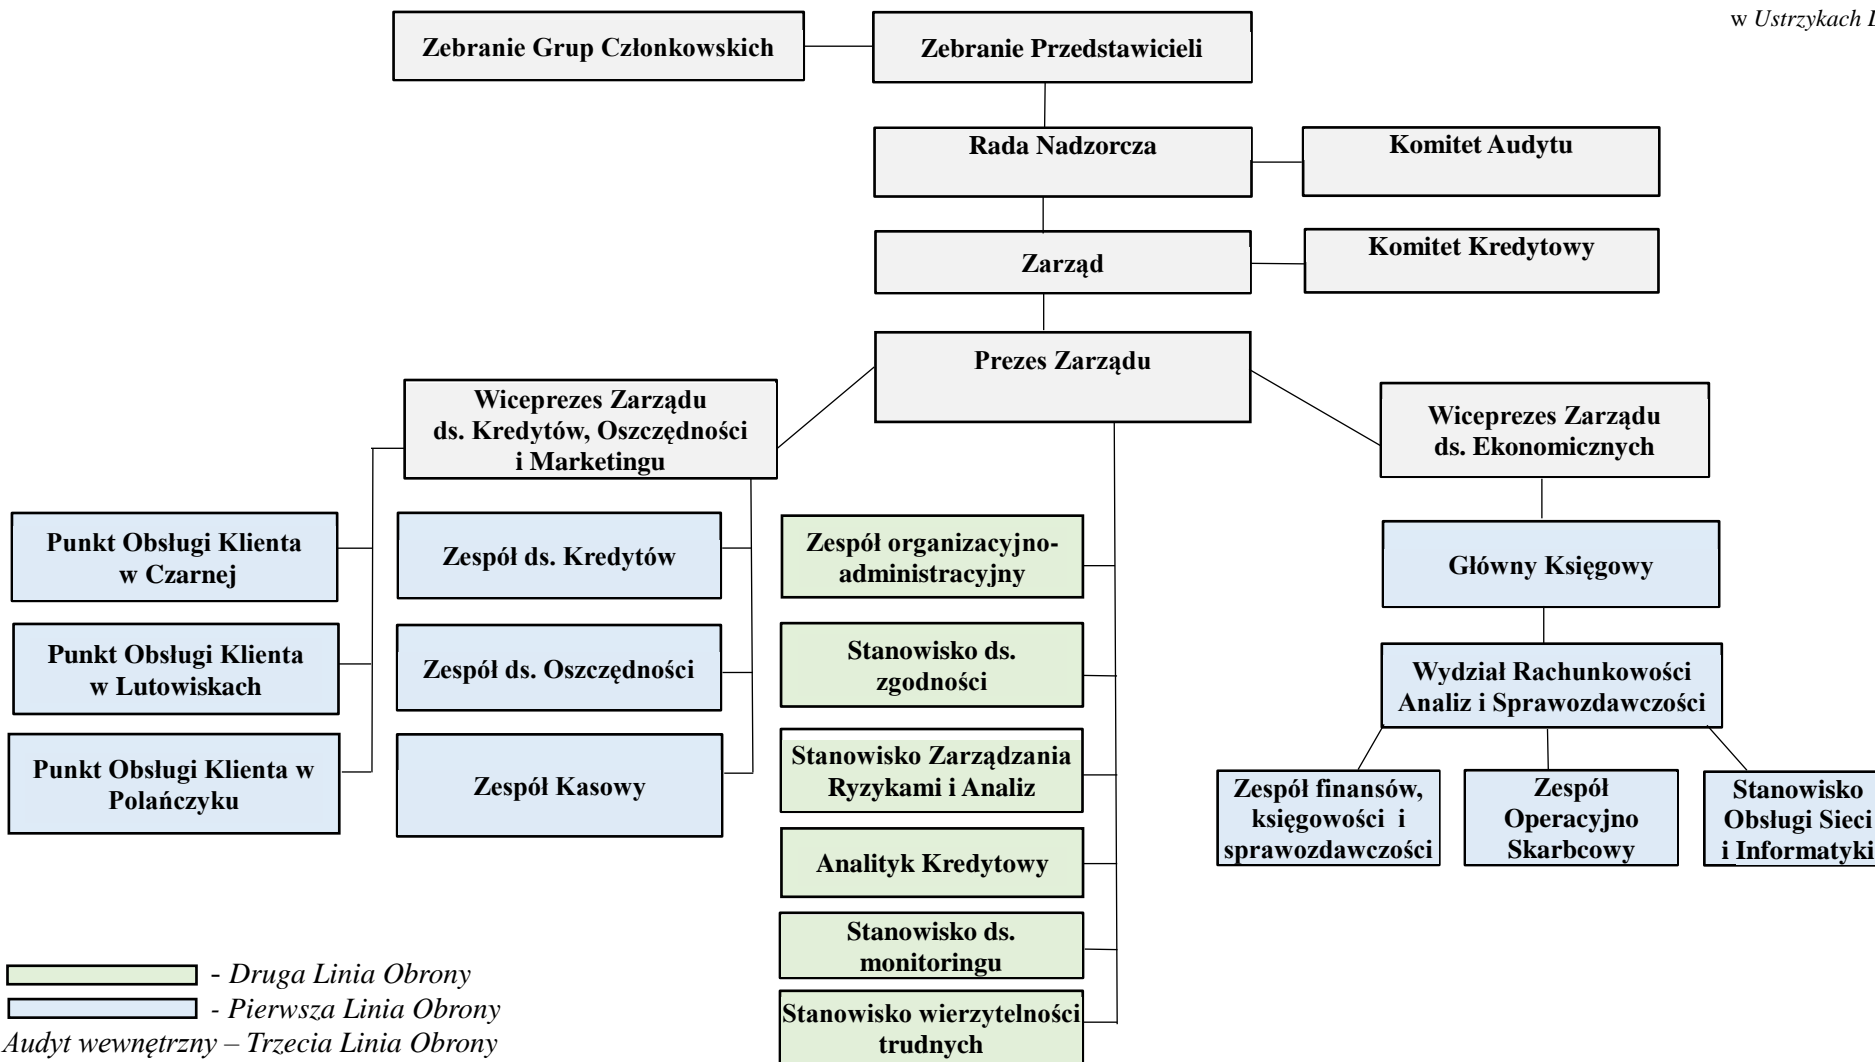 w Ustrzykach
Zebranie Grup Członkowskich
Zebranie Przedstawicieli
Rada Nadzorcza
Komitet Audytu
Zarząd
Komitet Kredytowy
Prezes Zarządu
Wiceprezes Zarządu
ds. Kredytów, Oszczędności
i Marketingu
Wiceprezes Zarządu
ds. Ekonomicznych
Punkt Obsługi Klienta
w Czarnej
Punkt Obsługi Klienta
w Lutowiskach
Punkt Obsługi Klienta w
Polańczyku
Zespół ds. Kredytów
Zespół ds. Oszczędności
Zespół Kasowy
Zespół organizacyjno-
administracyjny
Stanowisko ds.
zgodności
Stanowisko Zarządzania
Ryzykami i Analiz
Analityk Kredytowy
Stanowisko ds.
monitoringu
Stanowisko wierzytelności
trudnych
Główny Księgowy
Wydział Rachunkowości
Analiz i Sprawozdawczości
Zespół finansów,
księgowości i
sprawozdawczości
Zespół
Operacyjno
Skarbcowy
Stanowisko
Obsługi Sieci
i Informatyki
- Druga Linia Obrony
- Pierwsza Linia Obrony
Audyt wewnętrzny – Trzecia Linia Obrony